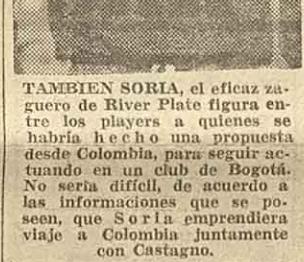 TAMBIEN SORIA, el eficaz za-
guero de River Plate figura en-
tre los players a quienes se
habría hecho una propuesta
desde Colombia, para seguir ac-
tuando en un club de Bogotá.
No sería difícil, de acuerdo a
las informaciones que se po-
seen, que Soria emprendiera
viaje a Colombia juntamente
con Castagno.